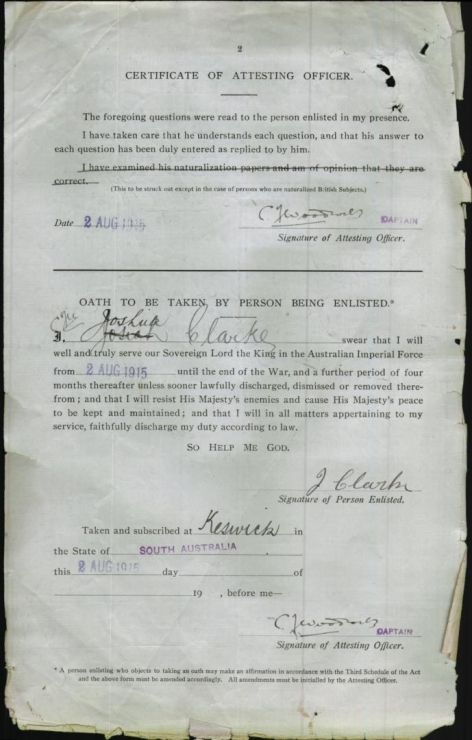 2
CERTIFICATE OF ATTESTING OFFICER.
The foregoing questions were read to the person enlisted in my presence.
I have taken care that he understands each question, and that his answer to
each question has been duly entered as replied to by him.
I have examined his naturalization papers and am of opinion that they are
correct.
(This to be struck out except in the case of persons who are naturalized British Subjects.)
Date 2 AUG 1915
CAPTAIN
Signature of Attesting Officer.
OATH TO BE TAKEN BY PERSON BEING ENLISTED.*
Joshua
I, Clarke swear that I will
well and truly serve our Sovereign Lord the King in the Australian Imperial Force
from 2 AUG 1915 until the end of the War, and a further period of four
months thereafter unless sooner lawfully discharged, dismissed or removed there-
from; and that I will resist His Majesty's enemies and cause His Majesty's peace
to be kept and maintained; and that I will in all matters appertaining to my
service, faithfully discharge my duty according to law.
SO HELP ME GOD.
J Clarke
Signature of Person Enlisted.
Taken and subscribed at Keswick in
the State of SOUTH AUSTRALIA
this 2 AUG 1915 day of
19 , before me—
CAPTAIN
Signature of Attesting Officer.
* A person enlisting who objects to taking an oath may make an affirmation in accordance with the Third Schedule of the Act
and the above form must be amended accordingly. All amendments must be initialled by the Attesting Officer.